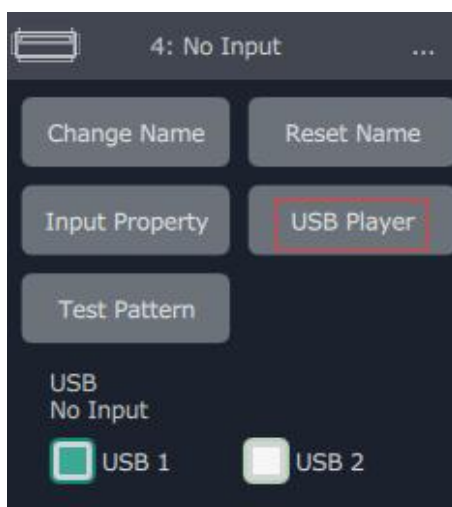 4: No Input ...
Change Name Reset Name
Input Property USB Player
Test Pattern
USB
No Input
USB 1 USB 2